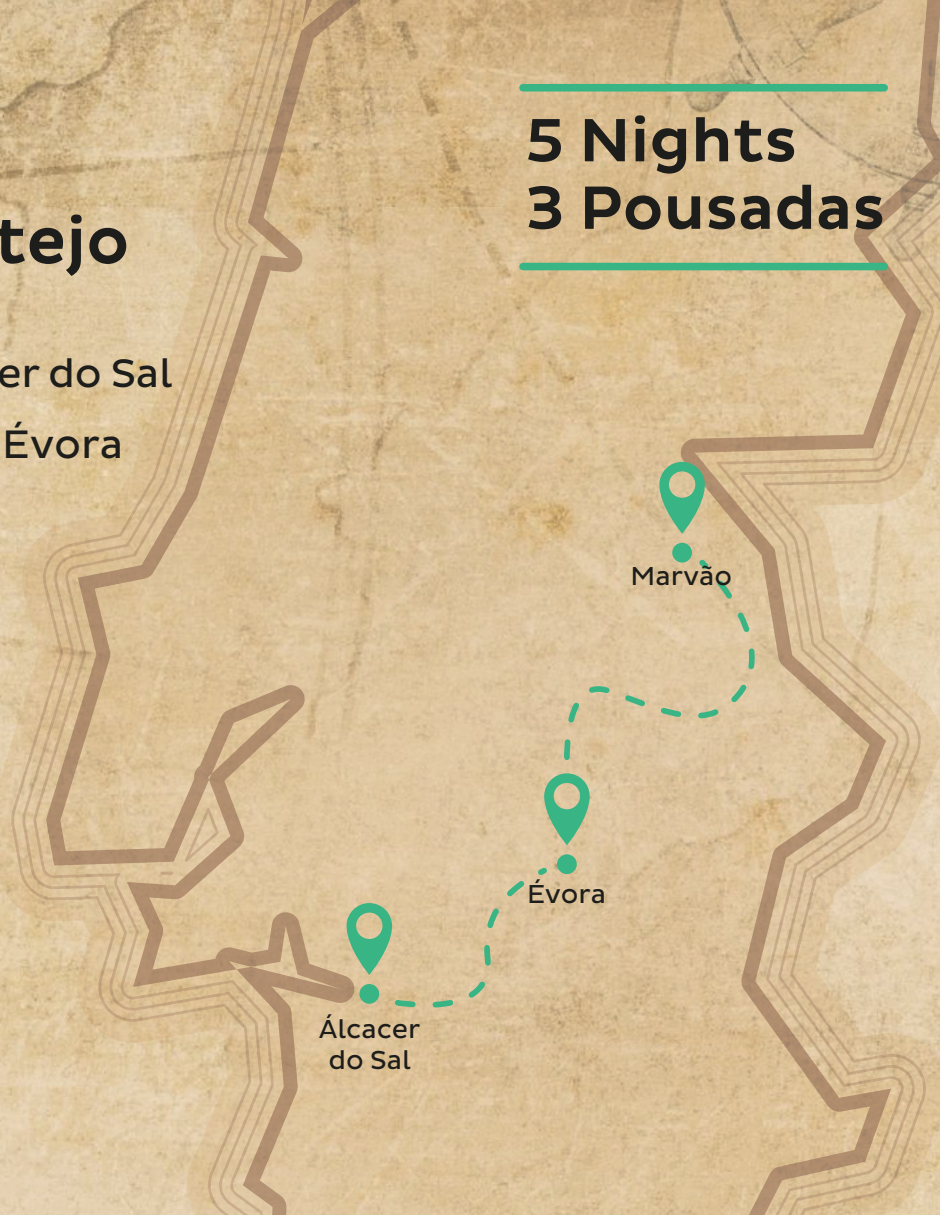 5 Nights
3 Pousadas
tejo
er do Sal
Évora
Marvão
Évora
Álcacer
do Sal